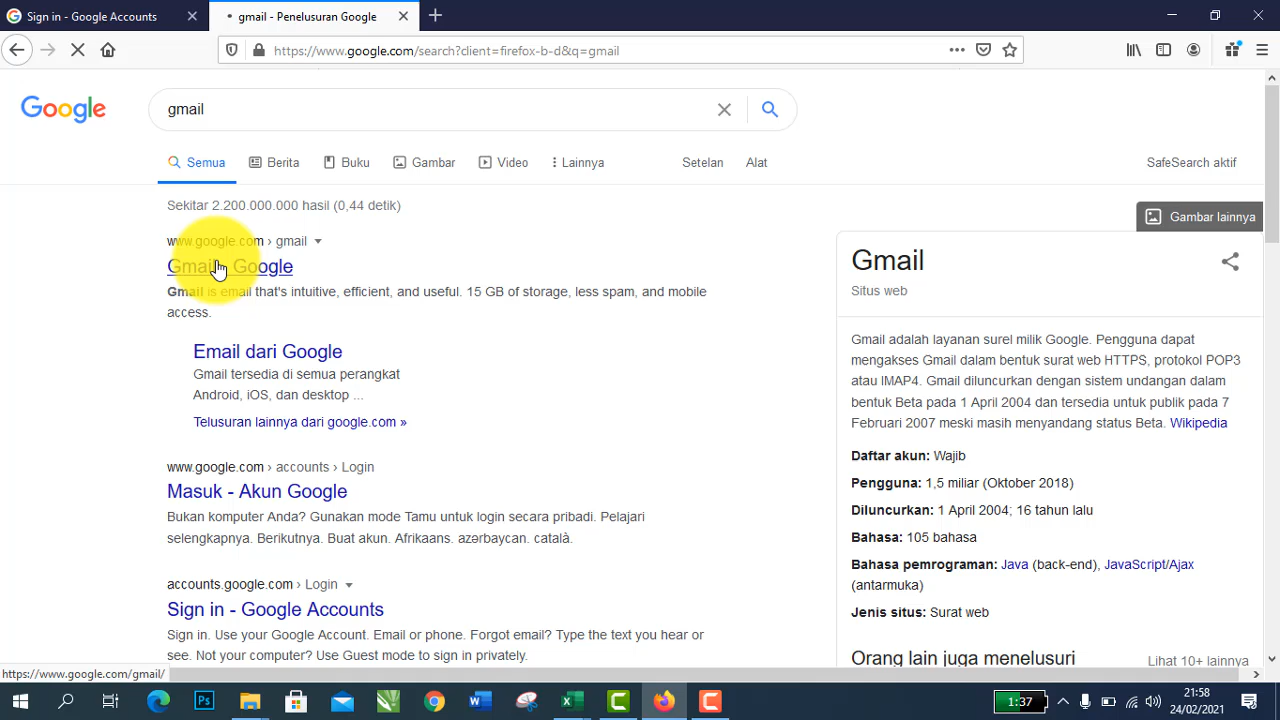 Sign in - Google Accounts
gmail - Penelusuran Google
https://www.google.com/search?client=firefox-b-d&q=gmail
Google
gmail
Semua
Berita
Buku
Gambar
Video
Lainnya
Setelan
Alat
SafeSearch aktif
Sekitar 2.200.000.000 hasil (0,44 detik)
www.google.com › gmail
Gmail - Google
Gmail is email that's intuitive, efficient, and useful. 15 GB of storage, less spam, and mobile
access.
Email dari Google
Gmail tersedia di semua perangkat
Android, iOS, dan desktop ...
Telusuran lainnya dari google.com »
www.google.com › accounts › Login
Masuk - Akun Google
Bukan komputer Anda? Gunakan mode Tamu untuk login secara pribadi. Pelajari
selengkapnya. Berikutnya. Buat akun. Afrikaans. azərbaycan. català.
accounts.google.com › Login
Sign in - Google Accounts
Sign in. Use your Google Account. Email or phone. Forgot email? Type the text you hear or
see. Not your computer? Use Guest mode to sign in privately.
Gambar lainnya
Gmail
Situs web
Gmail adalah layanan surel milik Google. Pengguna dapat
mengakses Gmail dalam bentuk surat web HTTPS, protokol POP3
atau IMAP4. Gmail diluncurkan dengan sistem undangan dalam
bentuk Beta pada 1 April 2004 dan tersedia untuk publik pada 7
Februari 2007 meski masih menyandang status Beta. Wikipedia
Daftar akun: Wajib
Pengguna: 1,5 miliar (Oktober 2018)
Diluncurkan: 1 April 2004; 16 tahun lalu
Bahasa: 105 bahasa
Bahasa pemrograman: Java (back-end), JavaScript/Ajax
(antarmuka)
Jenis situs: Surat web
Orang lain juga menelusuri
Lihat 10+ lainnya
https://www.google.com/gmail/
Ps
1:37
21:58
24/02/2021